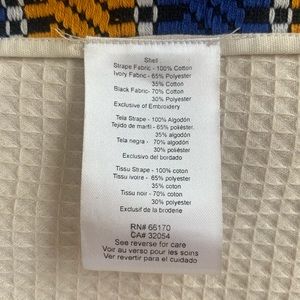 Shell
Strape Fabric - 100% Cotton
Ivory Fabric - 65% Polyester
35% Cotton
Black Fabric- 70% Cotton
30% Polyester
Exclusive of Embroidery
Tela Strape - 100% Algodón
Tejido de marfil - 65% poliéster
35% algodón
Tela negra - 70% algodón
30% poliéster
Exclusivo del bordado
Tissu Strape - 100% coton
Tissu ivoire - 65% polyester
35% coton
Tissu noir - 70% coton
30% polyester
Exclusif de la broderie
RN# 66170
CA# 32054
See reverse for care
Voir au verso pour les soins
Ver revertir para el cuidado